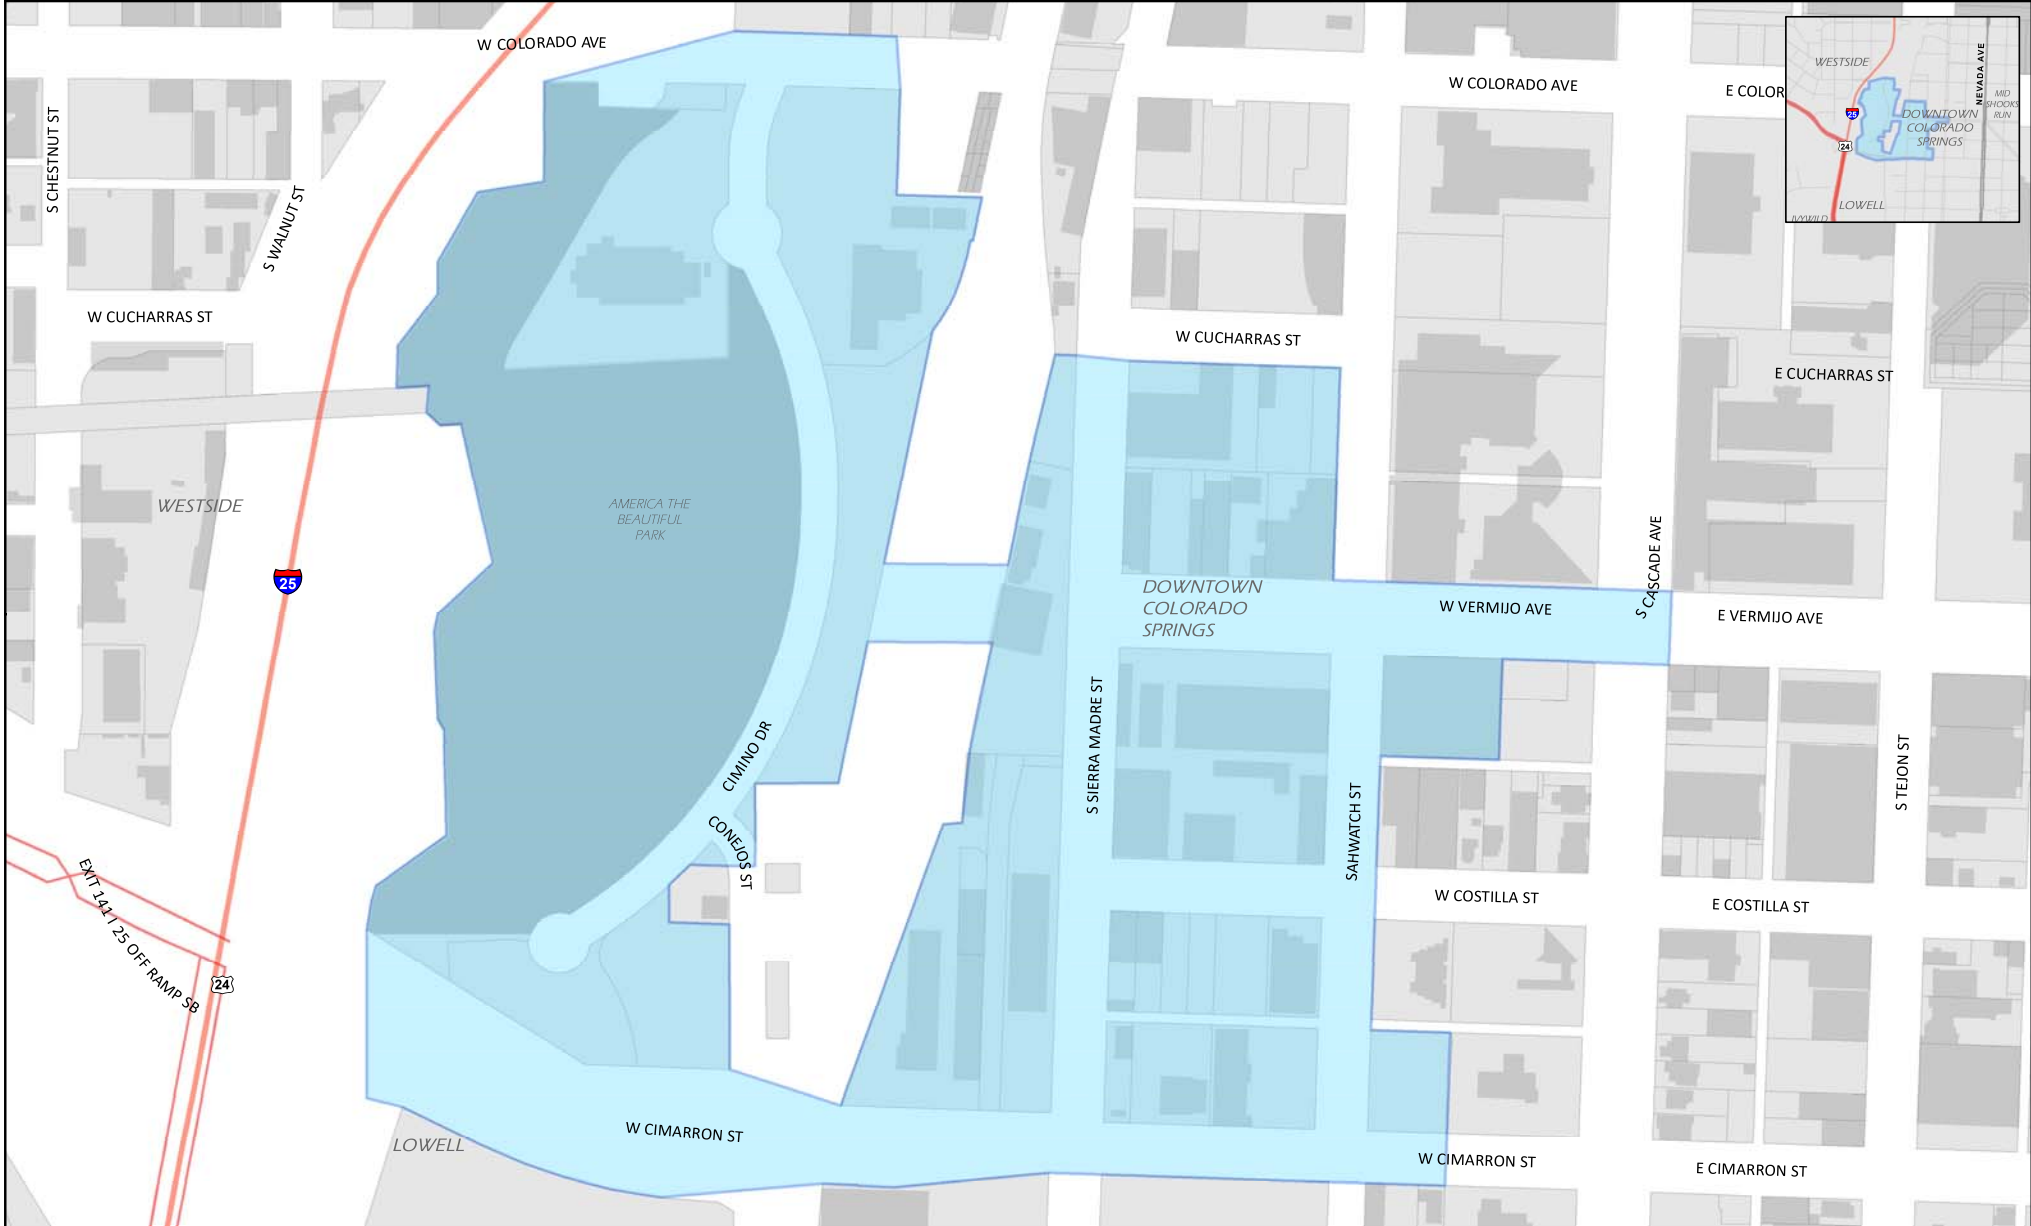 W COLORADO AVE
W COLORADO AVE
E COLOR
S CHESTNUT ST
S WALNUT ST
W CUCHARRAS ST
W CUCHARRAS ST
E CUCHARRAS ST
WESTSIDE
AMERICA THE
BEAUTIFUL
PARK
25
DOWNTOWN
COLORADO
SPRINGS
W VERMIJO AVE
S CASCADE AVE
E VERMIJO AVE
CIMINO DR
CONEJOS ST
S SIERRA MADRE ST
SAHWATCH ST
S TEJON ST
W COSTILLA ST
E COSTILLA ST
EXIT 141 I 25 OFF RAMP SB
24
LOWELL
W CIMARRON ST
W CIMARRON ST
E CIMARRON ST
WESTSIDE
NEVADA AVE
MID
SHOOKS
RUN
25
DOWNTOWN
COLORADO
SPRINGS
24
LOWELL
IVYWILD